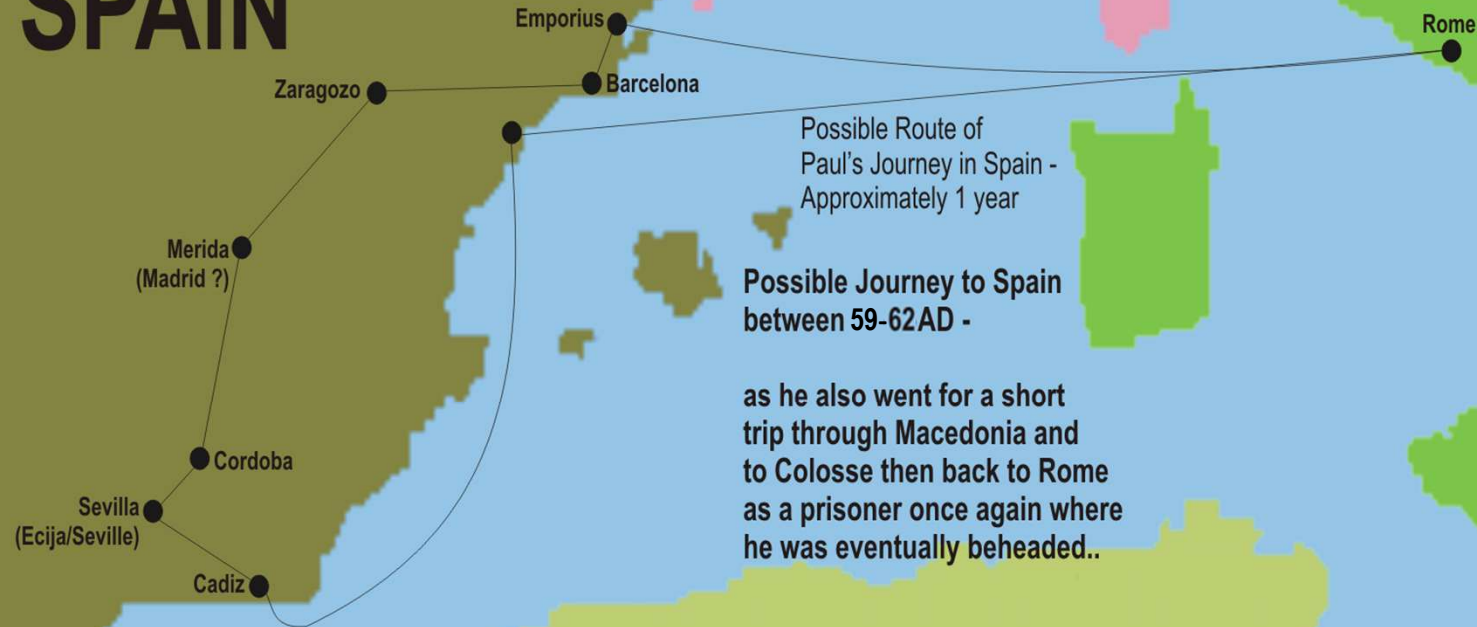 SPAIN
Emporius
Rome
Zaragozo
Barcelona
Possible Route of
Paul's Journey in Spain -
Approximately 1 year
Merida
(Madrid ?)
Possible Journey to Spain
between 59-62AD -
as he also went for a short
trip through Macedonia and
to Colosse then back to Rome
as a prisoner once again where
he was eventually beheaded..
Cordoba
Sevilla
(Ecija/Seville)
Cadiz